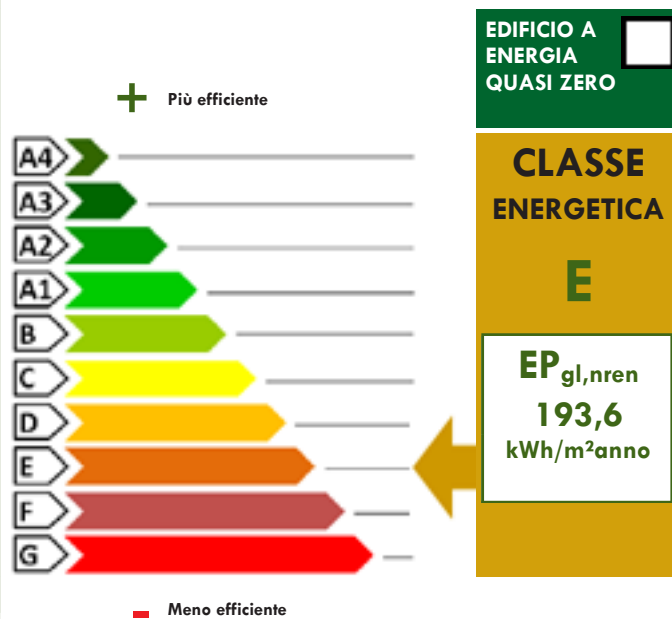 EDIFICIO A
ENERGIA
QUASI ZERO
+ Più efficiente
A4
A3
A2
A1
B
C
D
E
F
G
- Meno efficiente
CLASSE
ENERGETICA
E
EPgl,nren
193,6
kWh/m²anno